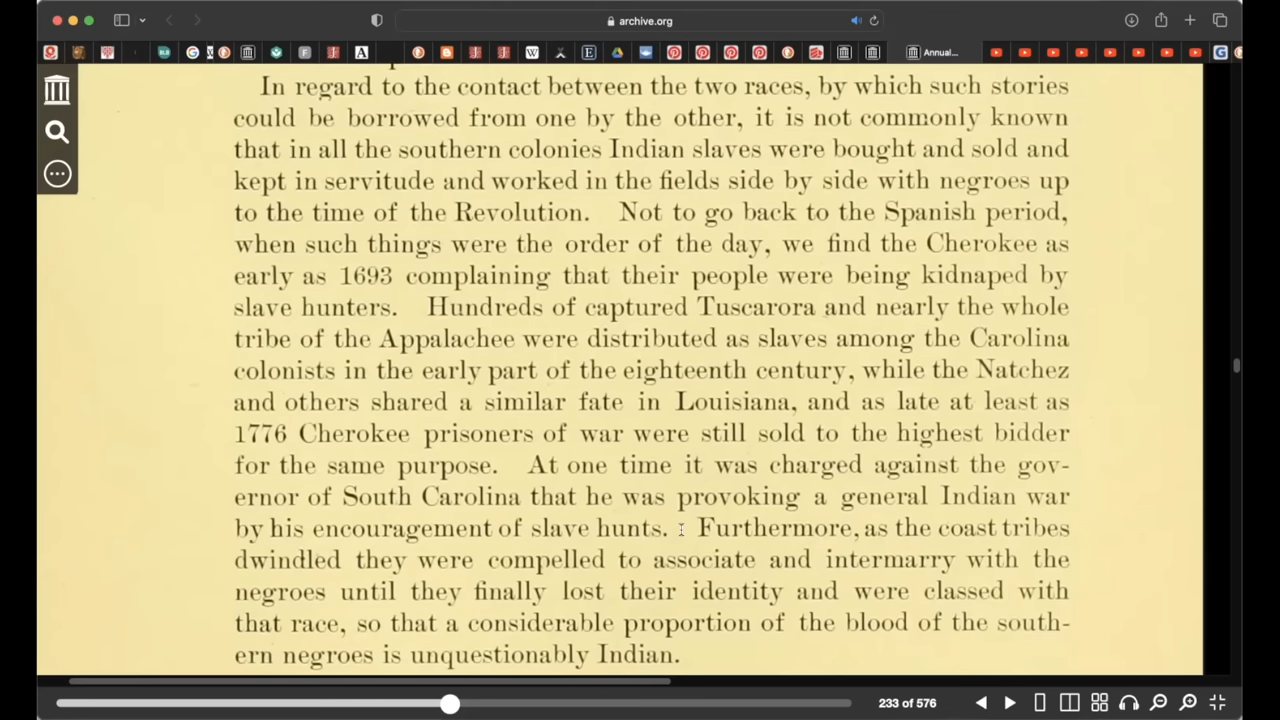 archive.org
Annual...
In regard to the contact between the two races, by which such stories
could be borrowed from one by the other, it is not commonly known
that in all the southern colonies Indian slaves were bought and sold and
kept in servitude and worked in the fields side by side with negroes up
to the time of the Revolution. Not to go back to the Spanish period,
when such things were the order of the day, we find the Cherokee as
early as 1693 complaining that their people were being kidnaped by
slave hunters. Hundreds of captured Tuscarora and nearly the whole
tribe of the Appalachee were distributed as slaves among the Carolina
colonists in the early part of the eighteenth century, while the Natchez
and others shared a similar fate in Louisiana, and as late at least as
1776 Cherokee prisoners of war were still sold to the highest bidder
for the same purpose. At one time it was charged against the gov-
ernor of South Carolina that he was provoking a general Indian war
by his encouragement of slave hunts. Furthermore, as the coast tribes
dwindled they were compelled to associate and intermarry with the
negroes until they finally lost their identity and were classed with
that race, so that a considerable proportion of the blood of the south-
ern negroes is unquestionably Indian.
233 of 576